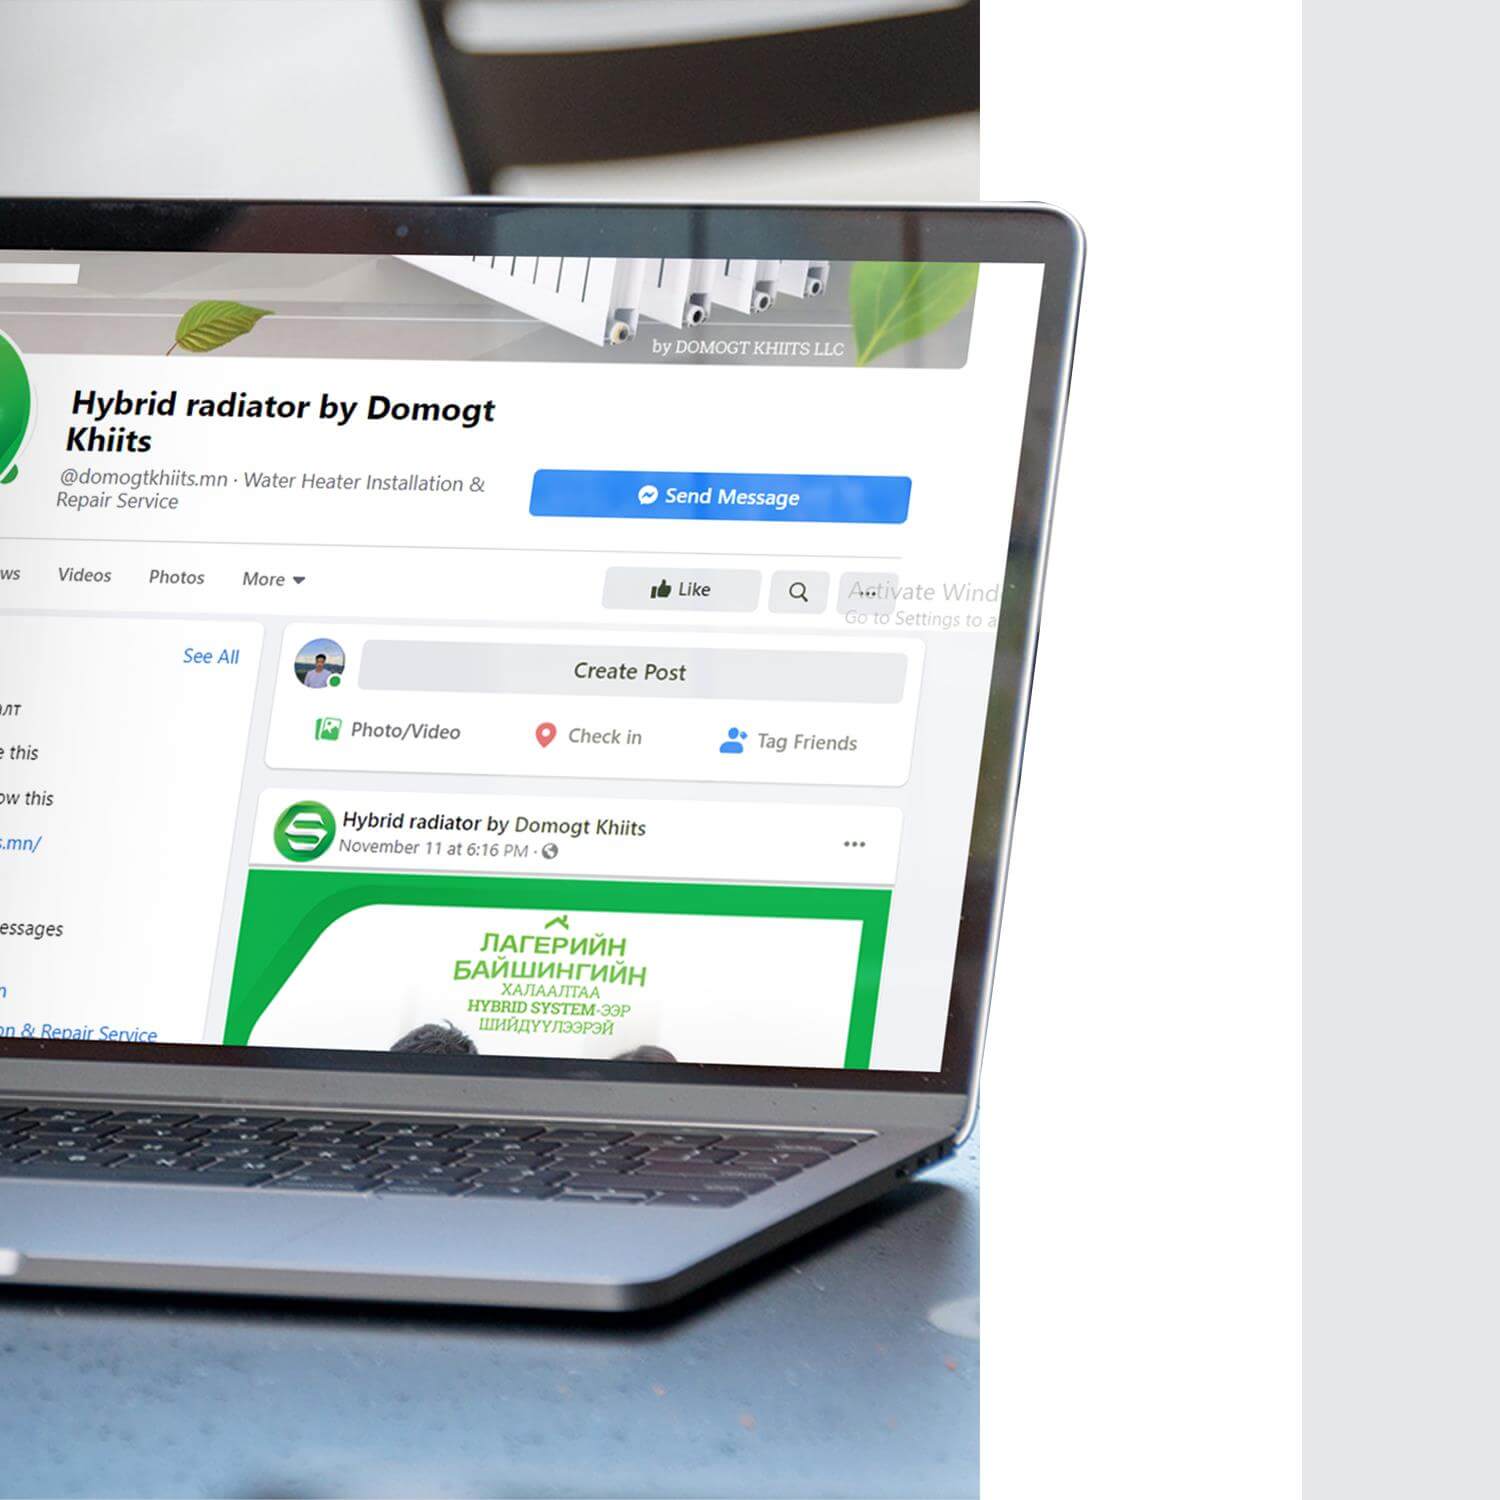 by DOMOGT KHIITS LLC
Hybrid radiator by Domogt
Khiits
@domogtkhiits.mn · Water Heater Installation &
Repair Service
Send Message
ws
Videos
Photos
More
Like
Activate Wind
Go to Settings to a
See All
Create Post
Photo/Video
Check in
Tag Friends
лт
e this
ow this
s.mn/
essages
n
on & Repair Service
Hybrid radiator by Domogt Khiits
November 11 at 6:16 PM ·
ЛАГЕРИЙН
БАЙШИНГИЙН
ХАЛААЛТАА
HYBRID SYSTEM-ЭЭР
ШИЙДҮҮЛЭЭРЭЙ